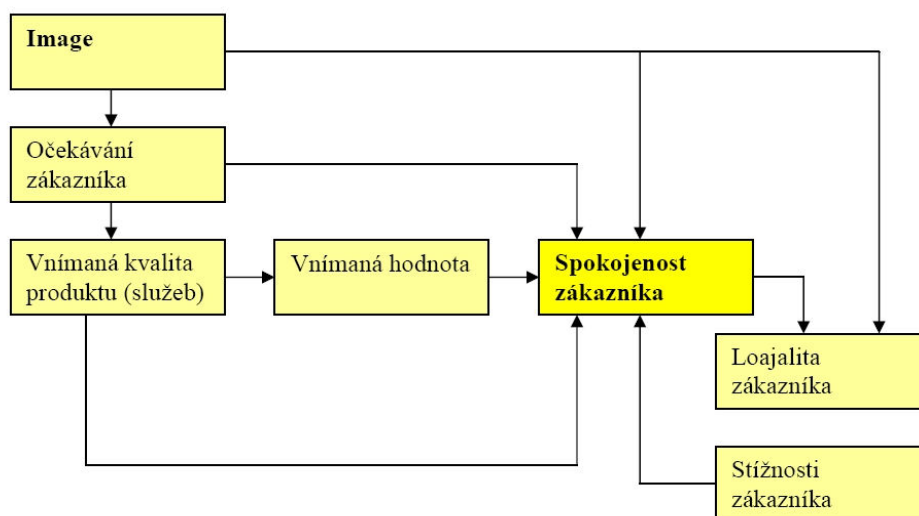 Image
Očekávání
zákazníka
Vnímaná kvalita
produktu (služeb)
Vnímaná hodnota
Spokojenost
zákazníka
Loajalita
zákazníka
Stížnosti
zákazníka